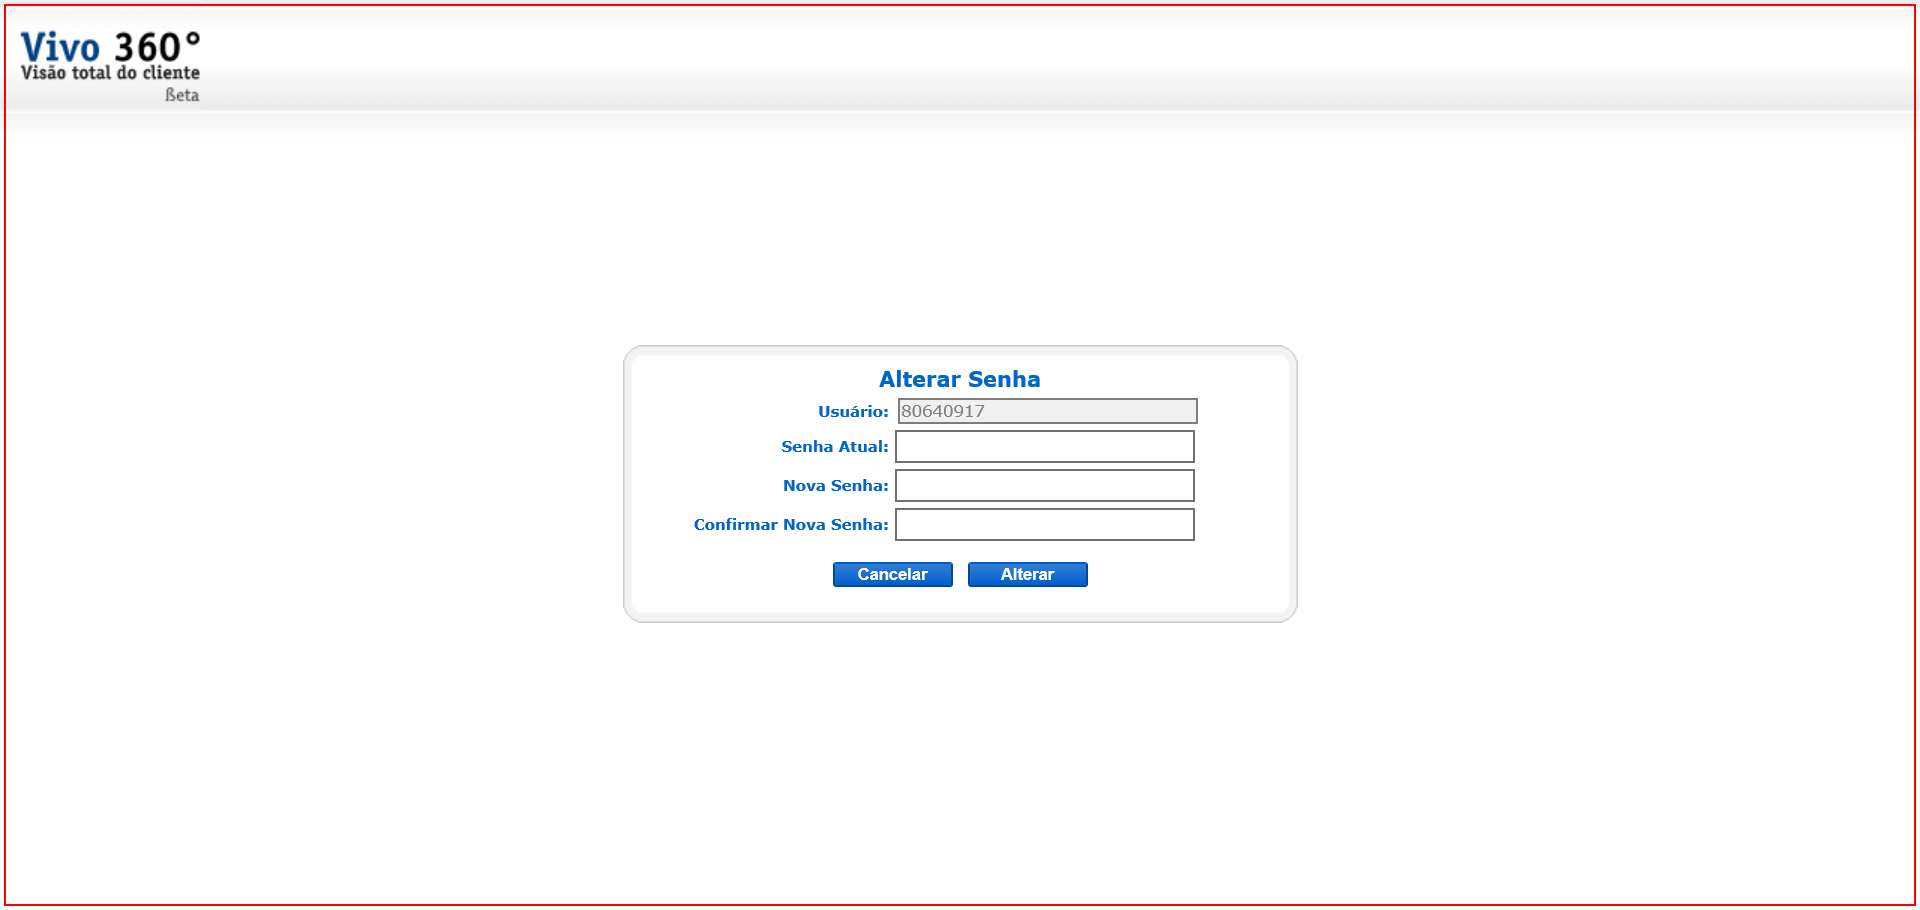 Vivo 360°
Visão total do cliente
ßeta
Alterar Senha
Usuário: 80640917
Senha Atual:
Nova Senha:
Confirmar Nova Senha:
Cancelar Alterar